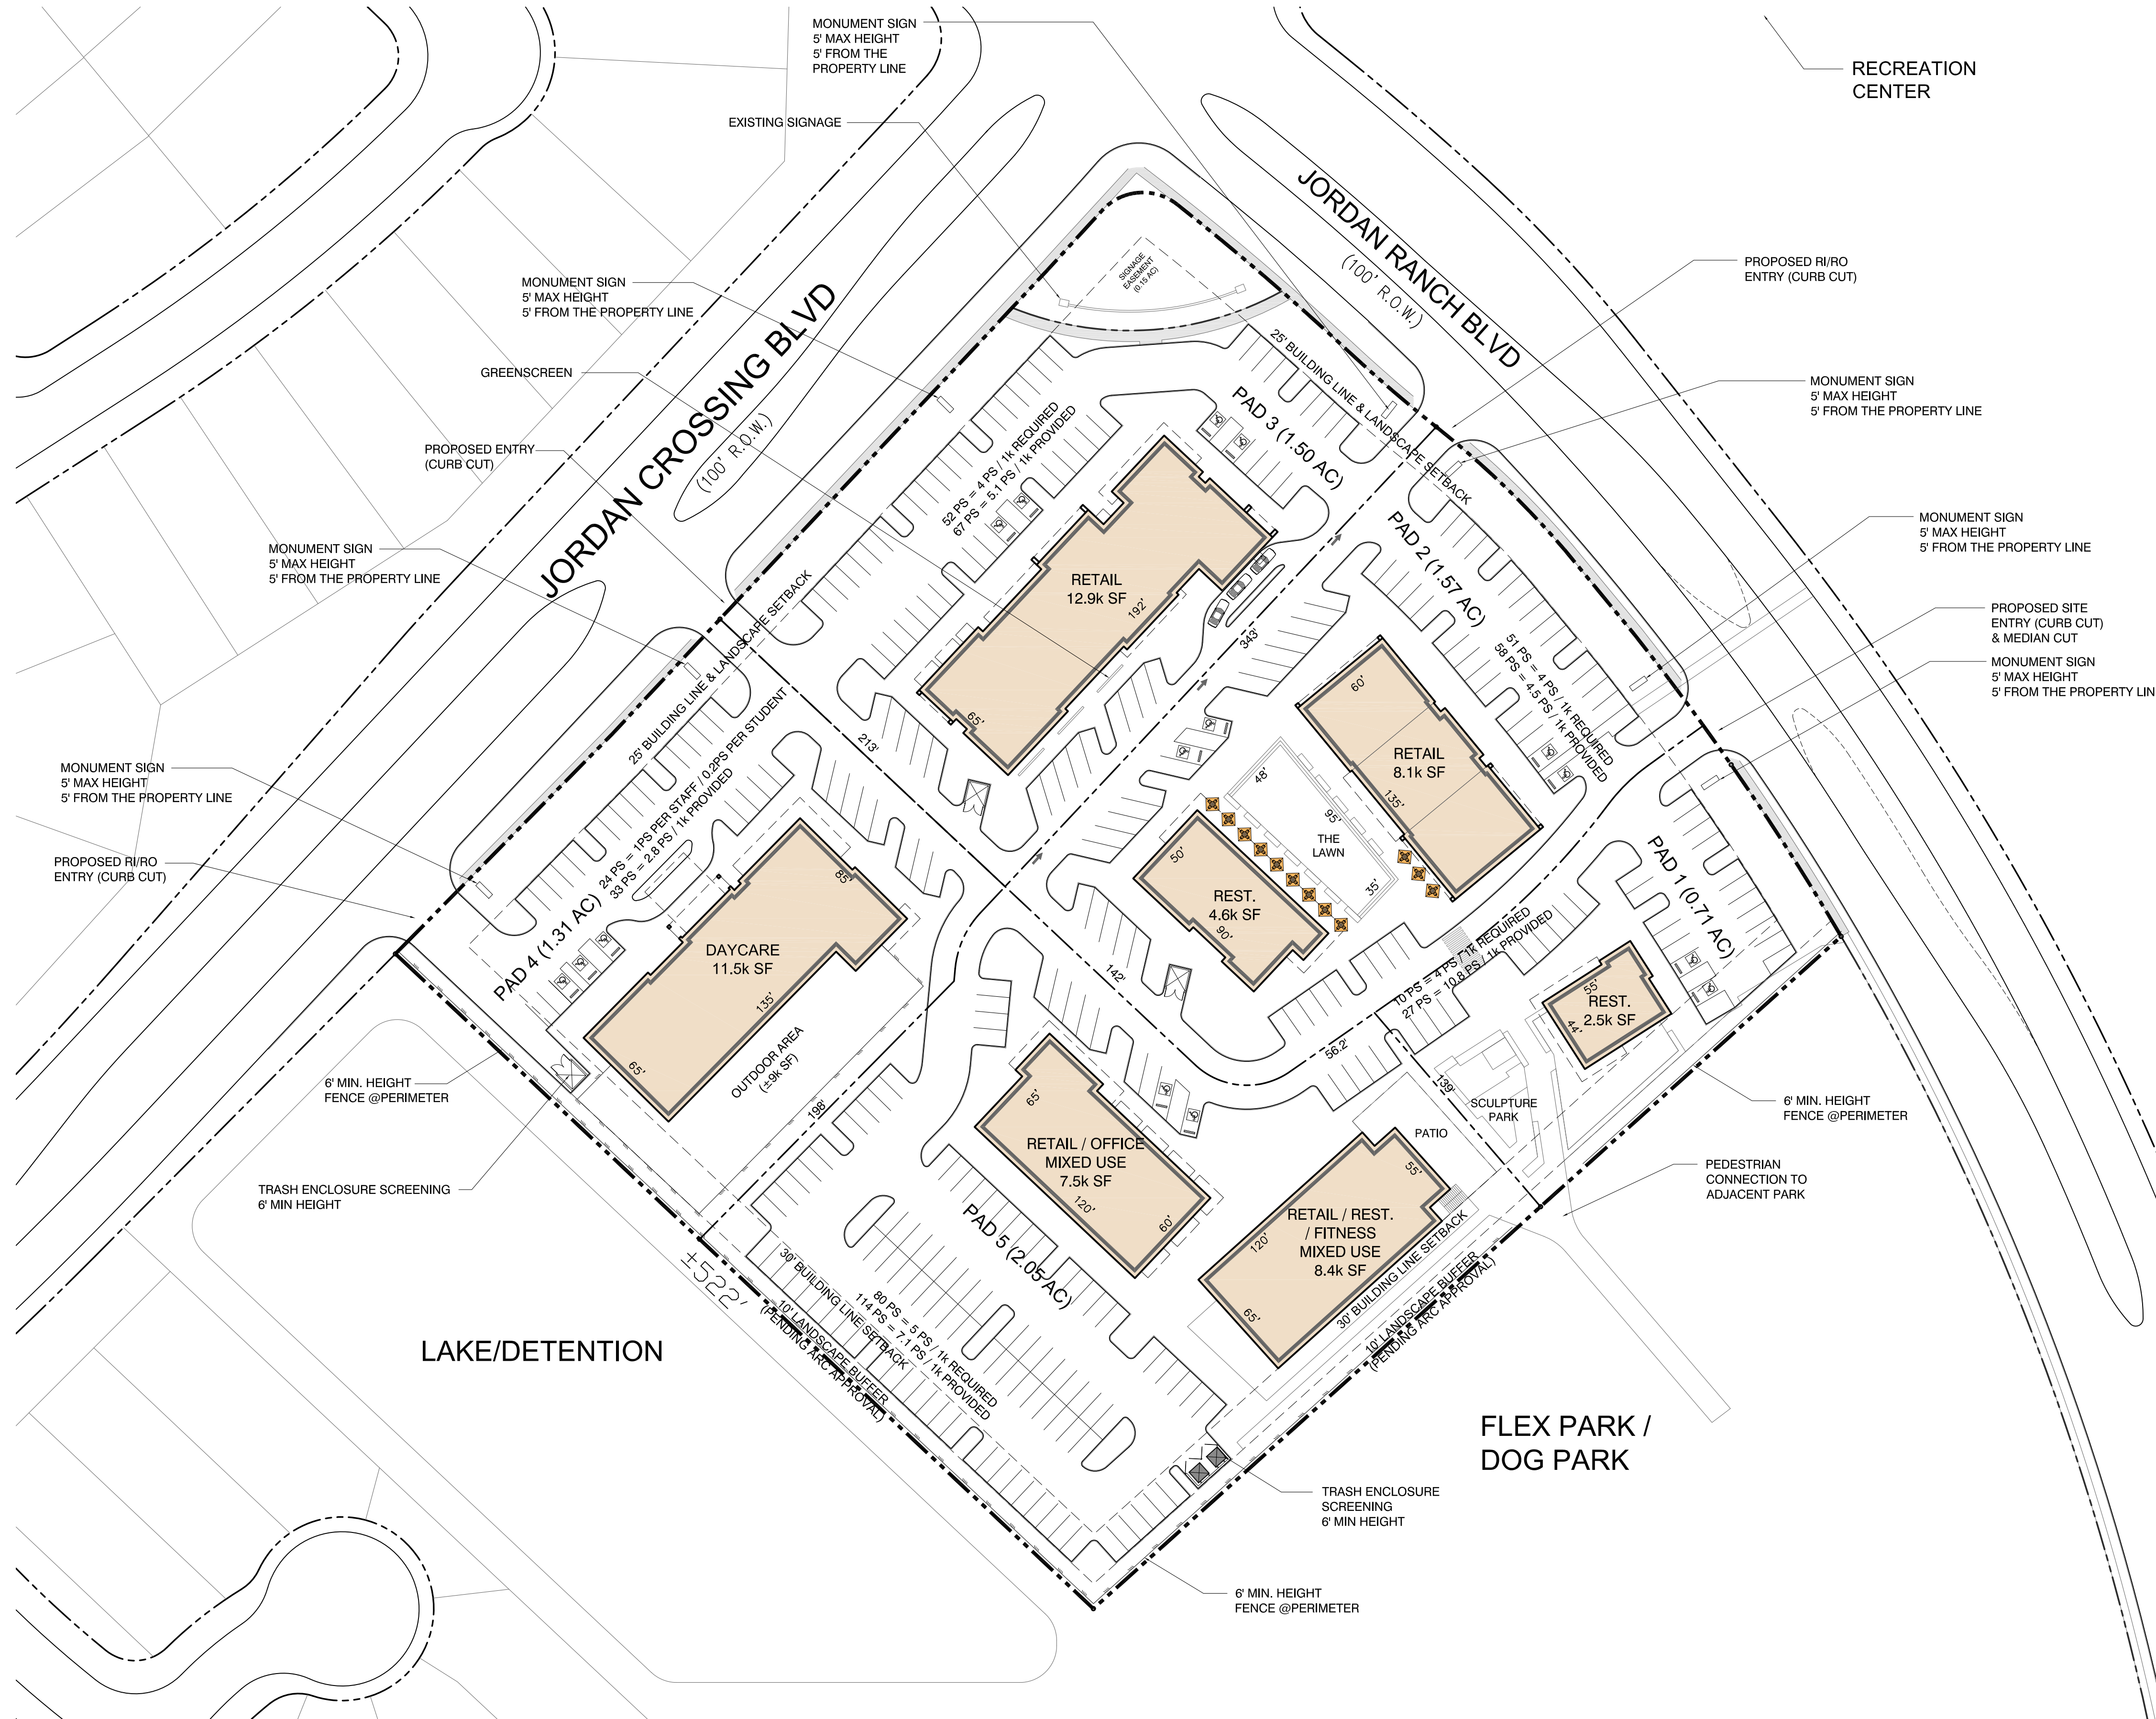 MONUMENT SIGN
5' MAX HEIGHT
5' FROM THE
PROPERTY LINE
RECREATION
CENTER
EXISTING SIGNAGE
JORDAN RANCH BLVD
(100' R.O.W.)
SIGNAGE
EASEMENT
(0.15 AC)
PROPOSED RI/RO
ENTRY (CURB CUT)
MONUMENT SIGN
5' MAX HEIGHT
5' FROM THE PROPERTY LINE
JORDAN CROSSING BLVD
(100' R.O.W.)
GREENSCREEN
25' BUILDING LINE & LANDSCAPE SETBACK
MONUMENT SIGN
5' MAX HEIGHT
5' FROM THE PROPERTY LINE
PAD 3 (1.50 AC)
52 PS = 4 PS / 1k REQUIRED
67 PS = 5.1 PS / 1k PROVIDED
PROPOSED ENTRY
(CURB CUT)
RETAIL
12.9k SF
192'
65'
MONUMENT SIGN
5' MAX HEIGHT
5' FROM THE PROPERTY LINE
PAD 2 (1.57 AC)
51 PS = 4 PS / 1k REQUIRED
58 PS = 4.5 PS / 1k PROVIDED
MONUMENT SIGN
5' MAX HEIGHT
5' FROM THE PROPERTY LINE
PROPOSED SITE
ENTRY (CURB CUT)
& MEDIAN CUT
MONUMENT SIGN
5' MAX HEIGHT
5' FROM THE PROPERTY LIN
343'
60'
RETAIL
8.1k SF
135'
25' BUILDING LINE & LANDSCAPE SETBACK
213'
48'
95'
THE
LAWN
35'
50'
REST.
4.6k SF
90'
MONUMENT SIGN
5' MAX HEIGHT
5' FROM THE PROPERTY LINE
PROPOSED RI/RO
ENTRY (CURB CUT)
PAD 4 (1.31 AC)
24 PS = 1PS PER STAFF / 0.2PS PER STUDENT
33 PS = 2.8 PS / 1k PROVIDED
85'
DAYCARE
11.5k SF
135'
65'
OUTDOOR AREA
(±9k SF)
142'
198'
PAD 1 (0.71 AC)
10 PS = 4 PS / 1k REQUIRED
27 PS = 10.8 PS / 1k PROVIDED
55'
REST.
2.5k SF
44'
56.2'
139'
SCULPTURE
PARK
PATIO
6' MIN. HEIGHT
FENCE @PERIMETER
6' MIN. HEIGHT
FENCE @PERIMETER
65'
RETAIL / OFFICE
MIXED USE
7.5k SF
120'
60'
55'
RETAIL / REST.
/ FITNESS
MIXED USE
8.4k SF
120'
65'
PEDESTRIAN
CONNECTION TO
ADJACENT PARK
TRASH ENCLOSURE SCREENING
6' MIN HEIGHT
PAD 5 (2.05 AC)
80 PS = 5 PS / 1k REQUIRED
114 PS = 7.1 PS / 1k PROVIDED
30' BUILDING LINE SETBACK
10' LANDSCAPE BUFFER
(PENDING ARC APPROVAL)
30' BUILDING LINE SETBACK
10' LANDSCAPE BUFFER
(PENDING ARC APPROVAL)
±522'
LAKE/DETENTION
FLEX PARK /
DOG PARK
TRASH ENCLOSURE
SCREENING
6' MIN HEIGHT
6' MIN. HEIGHT
FENCE @PERIMETER